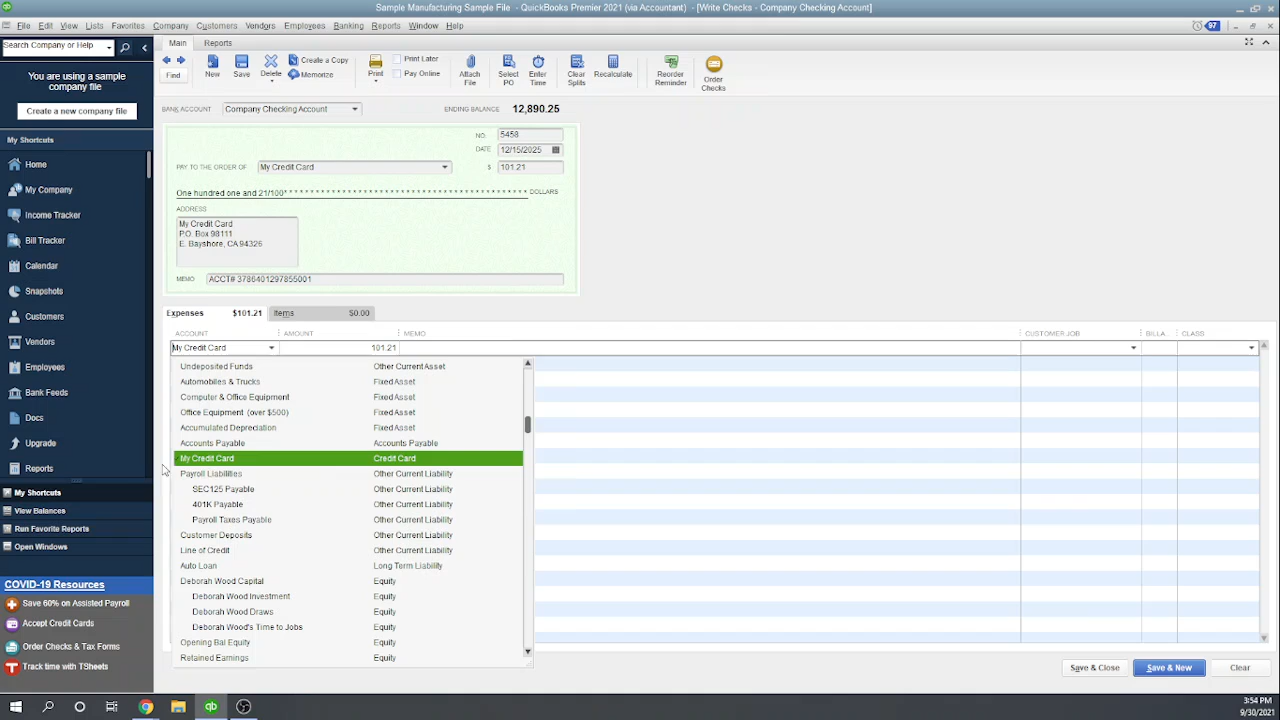 Sample Manufacturing Sample File - QuickBooks Premier 2021 (via Accountant) - [Write Checks - Company Checking Account]
File Edit View Lists Favorites Company Customers Vendors Employees Banking Reports Window Help
97
Search Company or Help
Main Reports
Find
New
Save
Delete
Create a Copy
Memorize
Print
Print Later
Pay Online
Attach File
Select PO
Enter Time
Clear Splits
Recalculate
Reorder Reminder
Order Checks
You are using a sample company file
Create a new company file
My Shortcuts
Home
My Company
Income Tracker
Bill Tracker
Calendar
Snapshots
Customers
Vendors
Employees
Bank Feeds
Docs
Upgrade
Reports
My Shortcuts
View Balances
Run Favorite Reports
Open Windows
COVID-19 Resources
Save 60% on Assisted Payroll
Accept Credit Cards
Order Checks & Tax Forms
Track time with TSheets
BANK ACCOUNT Company Checking Account ENDING BALANCE 12,890.25
NO. 5458
DATE 12/15/2025
PAY TO THE ORDER OF My Credit Card $ 101.21
One hundred one and 21/100* * * * * * * * * * * * * * * * * * * * * * * * * * * * * * * * * * * * * * * * * * DOLLARS
ADDRESS
My Credit Card
P.O. Box 98111
E. Bayshore, CA 94326
MEMO ACCT# 3786401297855001
Expenses $101.21 Items $0.00
ACCOUNT AMOUNT MEMO CUSTOMER:JOB BILLA... CLASS
My Credit Card 101.21
Undeposited Funds Other Current Asset
Automobiles & Trucks Fixed Asset
Computer & Office Equipment Fixed Asset
Office Equipment (over $500) Fixed Asset
Accumulated Depreciation Fixed Asset
Accounts Payable Accounts Payable
My Credit Card Credit Card
Payroll Liabilities Other Current Liability
SEC125 Payable Other Current Liability
401K Payable Other Current Liability
Payroll Taxes Payable Other Current Liability
Customer Deposits Other Current Liability
Line of Credit Other Current Liability
Auto Loan Long Term Liability
Deborah Wood Capital Equity
Deborah Wood Investment Equity
Deborah Wood Draws Equity
Deborah Wood's Time to Jobs Equity
Opening Bal Equity Equity
Retained Earnings Equity
Save & Close Save & New Clear
3:54 PM
9/30/2021